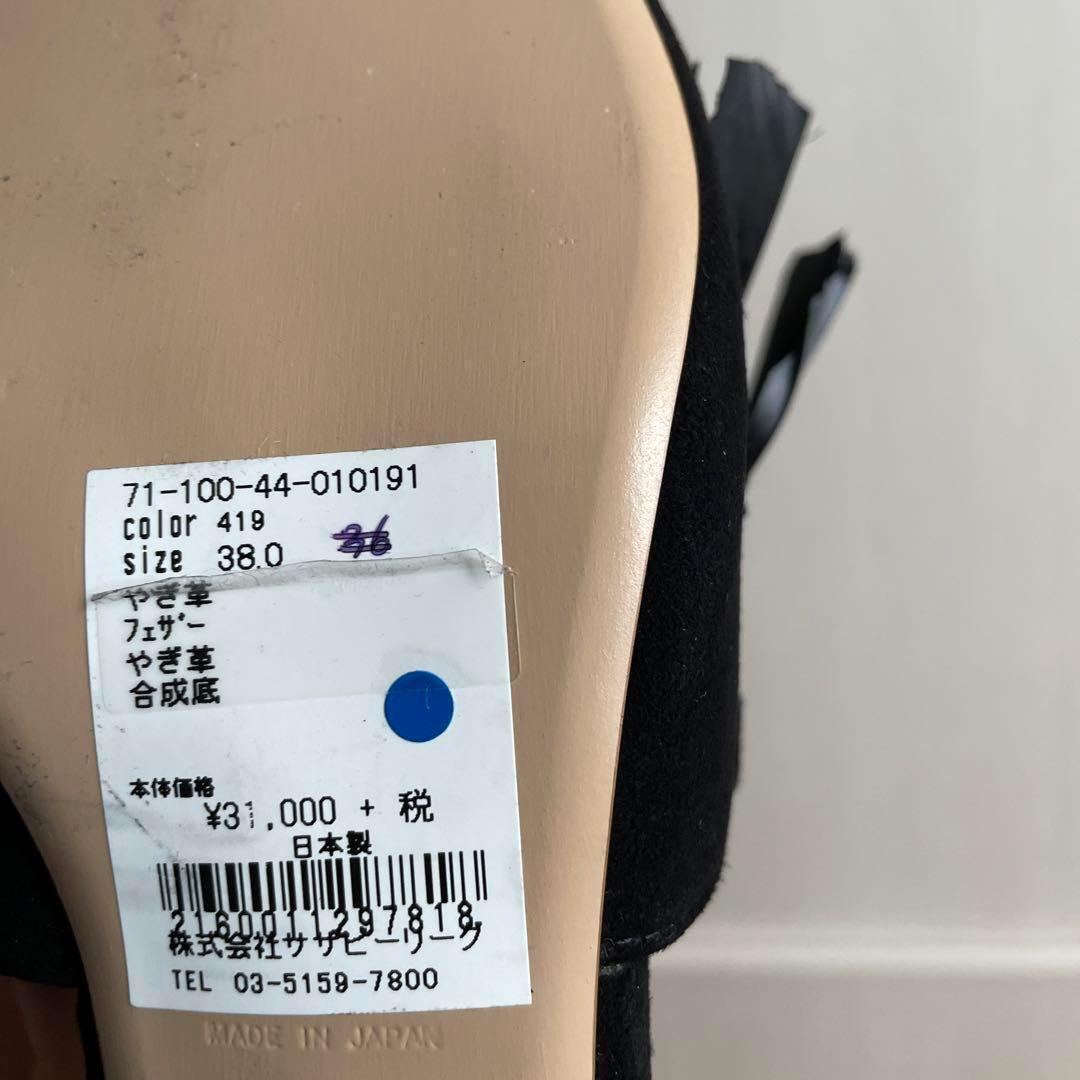 71-100-44-010191
color 419
size 38.0
やぎ革
フェザー
やぎ革
合成底
本体価格
¥31,000 + 税
日本製
2160011297818
株式会社サザビーリーグ
TEL 03-5159-7800
MADE IN JAPAN